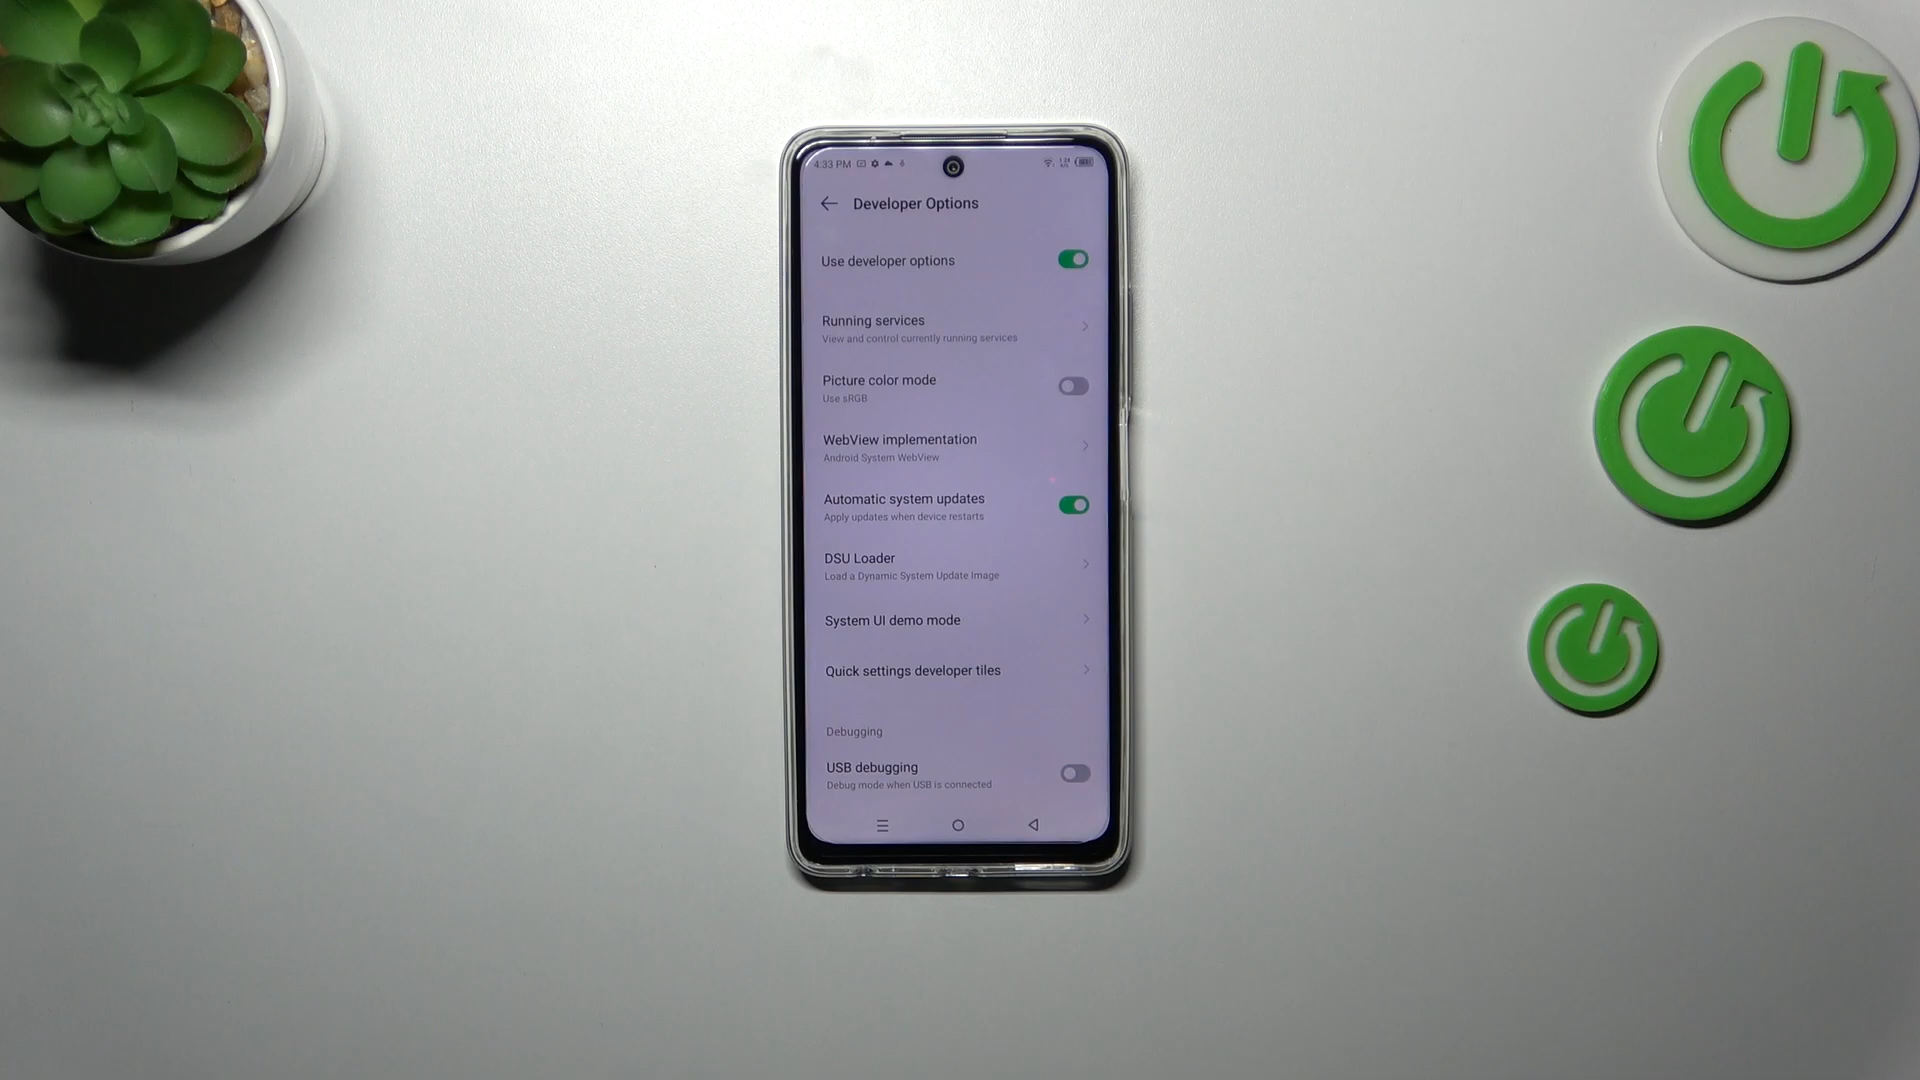 4:33 PM
Developer Options
Use developer options
Running services
View and control currently running services
Picture color mode
Use sRGB
WebView implementation
Android System WebView
Automatic system updates
Apply updates when device restarts
DSU Loader
Load a Dynamic System Update Image
System UI demo mode
Quick settings developer tiles
Debugging
USB debugging
Debug mode when USB is connected